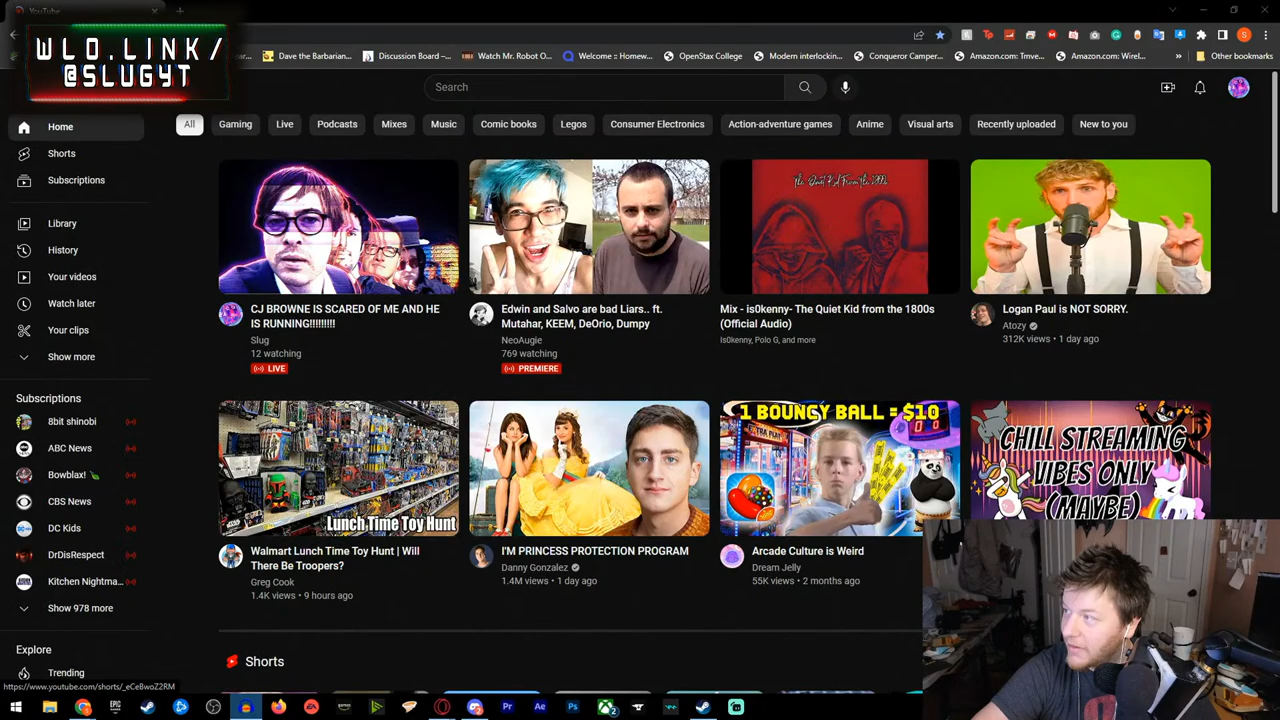 YouTube
WLO.LINK/
@SLUGYT
Dave the Barbarian...
Discussion Board –...
Watch Mr. Robot O...
Welcome :: Homew...
OpenStax College
Modern interlockin...
Conqueror Camper...
Amazon.com: Tmve...
Amazon.com: Wirel...
Other bookmarks
Search
Home
Shorts
Subscriptions
Library
History
Your videos
Watch later
Your clips
Show more
Subscriptions
8bit shinobi
ABC News
Bowblax!
CBS News
DC Kids
DrDisRespect
Kitchen Nightma...
Show 978 more
Explore
Trending
https://www.youtube.com/shorts/_eCeBwoZ2RM
All
Gaming
Live
Podcasts
Mixes
Music
Comic books
Legos
Consumer Electronics
Action-adventure games
Anime
Visual arts
Recently uploaded
New to you
CJ BROWNE IS SCARED OF ME AND HE
IS RUNNING!!!!!!!!!
Slug
12 watching
LIVE
Edwin and Salvo are bad Liars.. ft.
Mutahar, KEEM, DeOrio, Dumpy
NeoAugie
769 watching
PREMIERE
The Quiet Kid From the 1800s
Mix - is0kenny- The Quiet Kid from the 1800s
(Official Audio)
Is0kenny, Polo G, and more
Logan Paul is NOT SORRY.
Atozy
312K views • 1 day ago
Lunch Time Toy Hunt
Walmart Lunch Time Toy Hunt | Will
There Be Troopers?
Greg Cook
1.4K views • 9 hours ago
I'M PRINCESS PROTECTION PROGRAM
Danny Gonzalez
1.4M views • 1 day ago
1 BOUNCY BALL = $10
Arcade Culture is Weird
Dream Jelly
55K views • 2 months ago
CHILL STREAMING
VIBES ONLY
(MAYBE)
Shorts